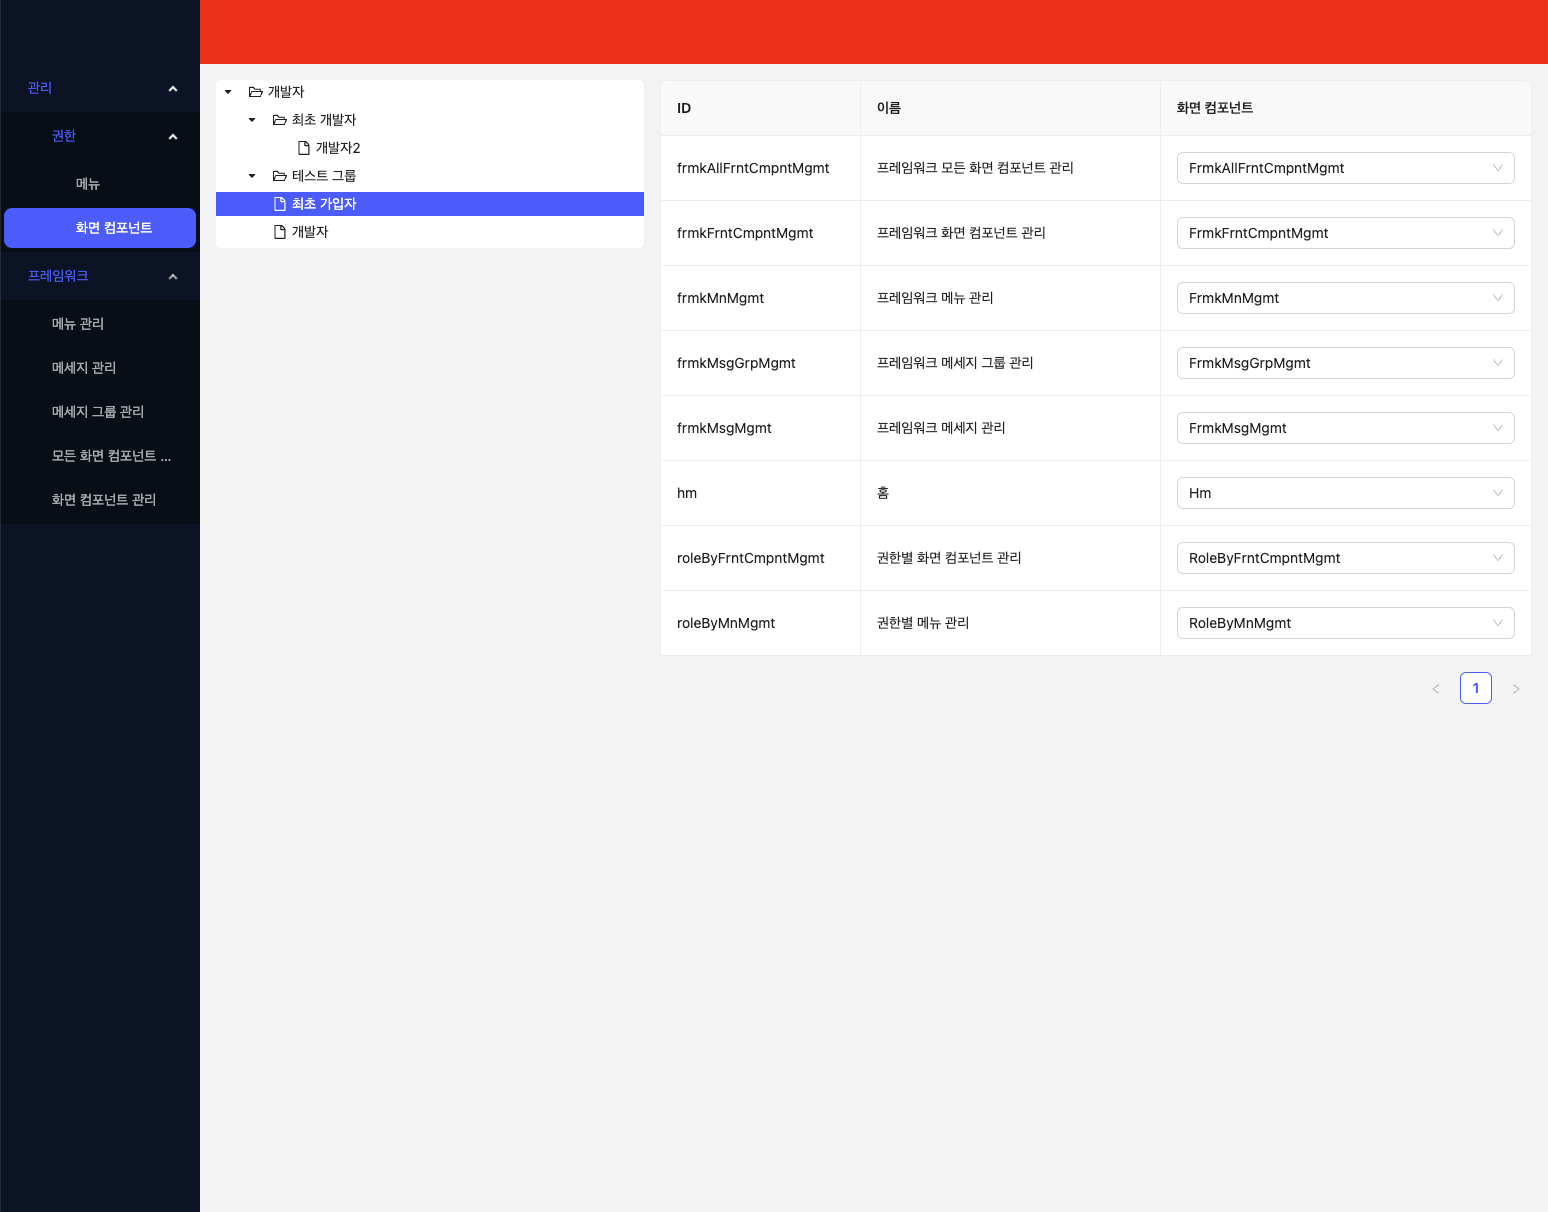 관리
권한
메뉴
화면 컴포넌트
프레임워크
메뉴 관리
메세지 관리
메세지 그룹 관리
모든 화면 컴포넌트 ...
화면 컴포넌트 관리
개발자
최초 개발자
개발자2
테스트 그룹
최초 가입자
개발자
ID 이름 화면 컴포넌트
frmkAllFrntCmpntMgmt 프레임워크 모든 화면 컴포넌트 관리 FrmkAllFrntCmpntMgmt
frmkFrntCmpntMgmt 프레임워크 화면 컴포넌트 관리 FrmkFrntCmpntMgmt
frmkMnMgmt 프레임워크 메뉴 관리 FrmkMnMgmt
frmkMsgGrpMgmt 프레임워크 메세지 그룹 관리 FrmkMsgGrpMgmt
frmkMsgMgmt 프레임워크 메세지 관리 FrmkMsgMgmt
hm 홈 Hm
roleByFrntCmpntMgmt 권한별 화면 컴포넌트 관리 RoleByFrntCmpntMgmt
roleByMnMgmt 권한별 메뉴 관리 RoleByMnMgmt
1